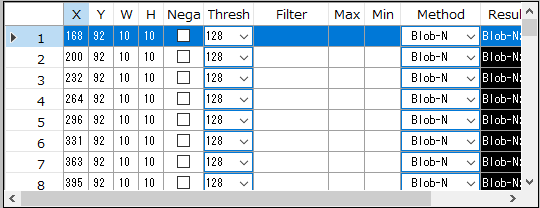 X Y W H Nega Thresh Filter Max Min Method Resul
1 168 92 10 10 128 Blob-N Blob-N:
2 200 92 10 10 128 Blob-N Blob-N:
3 232 92 10 10 128 Blob-N Blob-N:
4 264 92 10 10 128 Blob-N Blob-N:
5 296 92 10 10 128 Blob-N Blob-N:
6 331 92 10 10 128 Blob-N Blob-N:
7 363 92 10 10 128 Blob-N Blob-N:
8 395 92 10 10 128 Blob-N Blob-N: